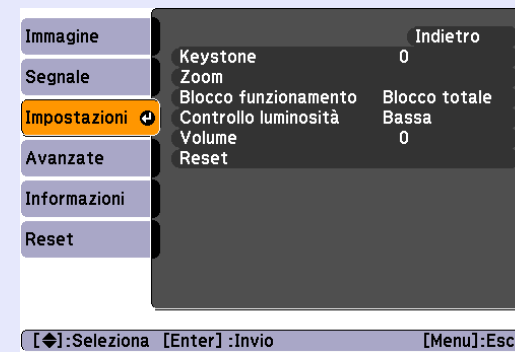 Immagine
Segnale
Impostazioni
Avanzate
Informazioni
Reset
Indietro
Keystone 0
Zoom
Blocco funzionamento Blocco totale
Controllo luminosità Bassa
Volume 0
Reset
[◆]:Seleziona [Enter] :Invio [Menu]:Esc